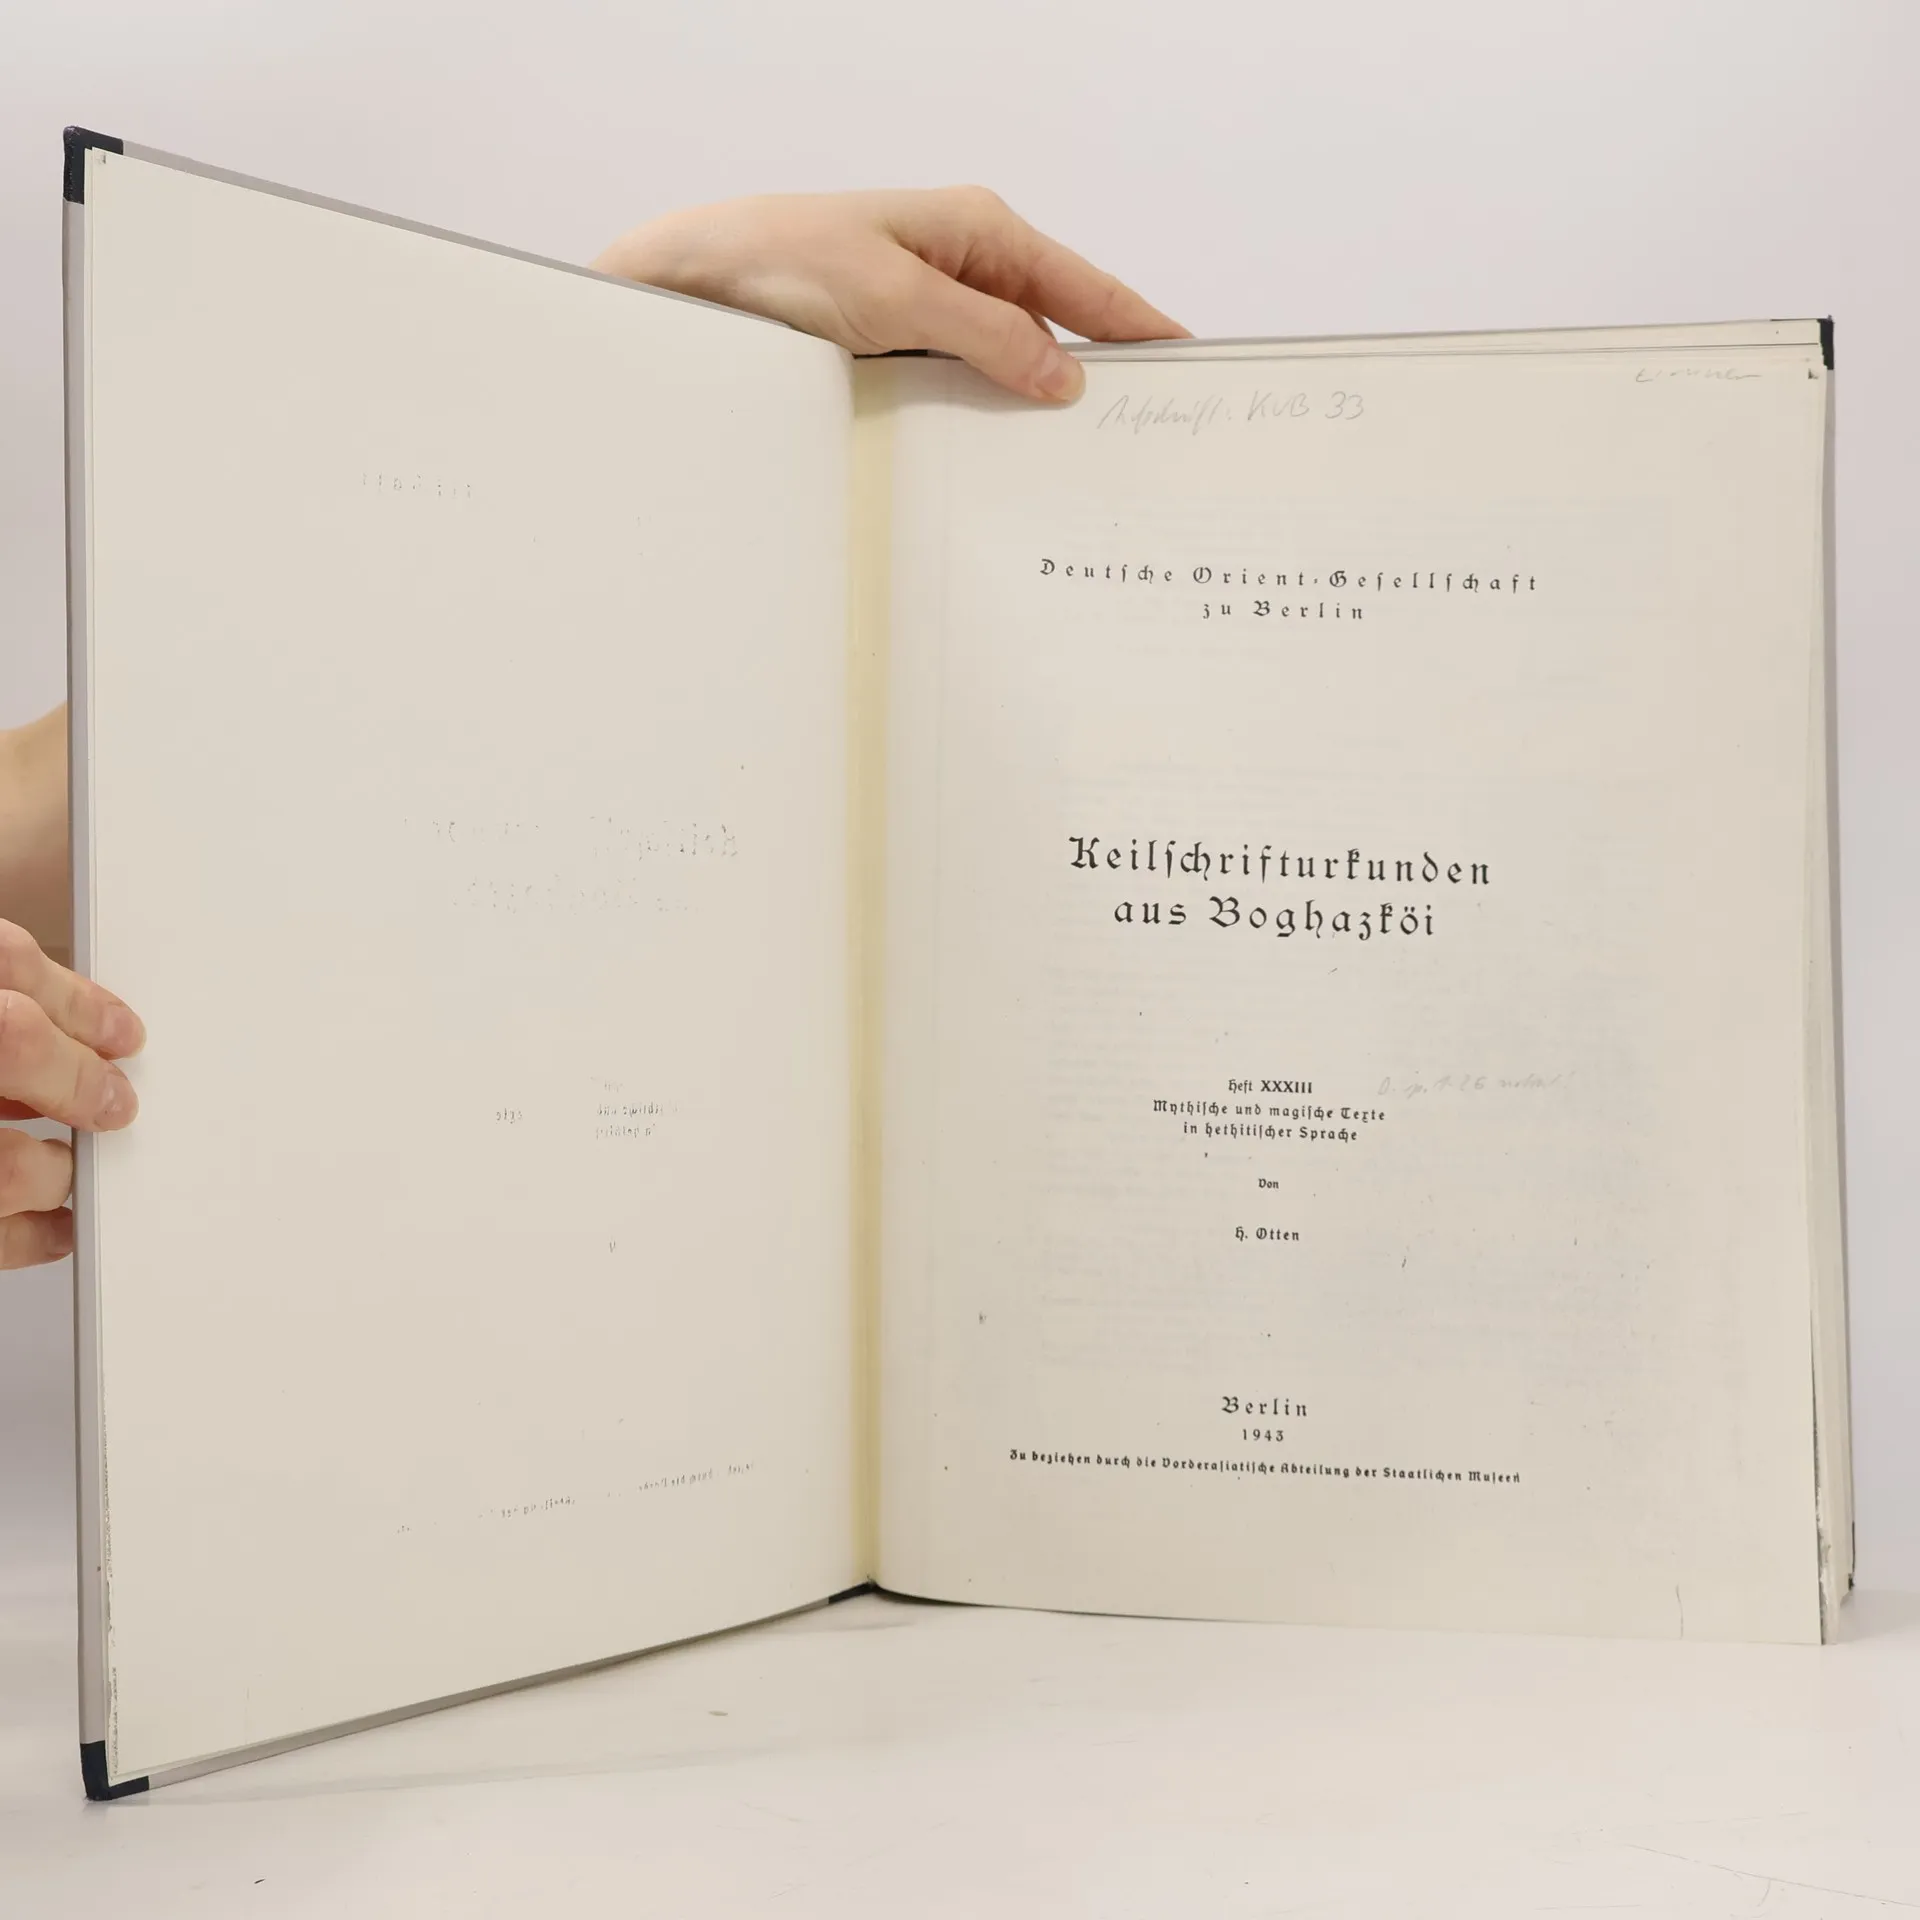 KUB 33
Deutſche Orient-Geſellſchaft
zu Berlin
Keilſchrifturkunden
aus Boghazköi
Heft XXXIII
Mythiſche und magiſche Texte
in hethitiſcher Sprache
Von
H. Otten
Berlin
1943
Zu beziehen durch die Vorderaſiatiſche Abteilung der Staatlichen Muſeen